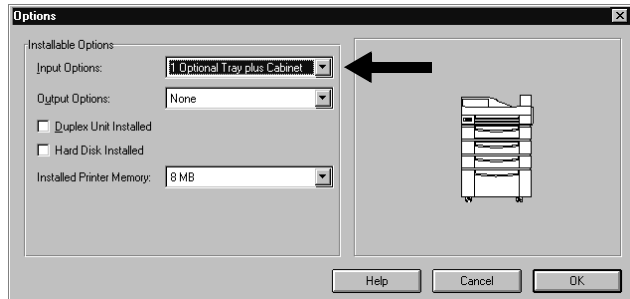 Options
Installable Options
Input Options: 1 Optional Tray plus Cabinet
Output Options: None
Duplex Unit Installed
Hard Disk Installed
Installed Printer Memory: 8 MB
Help Cancel OK